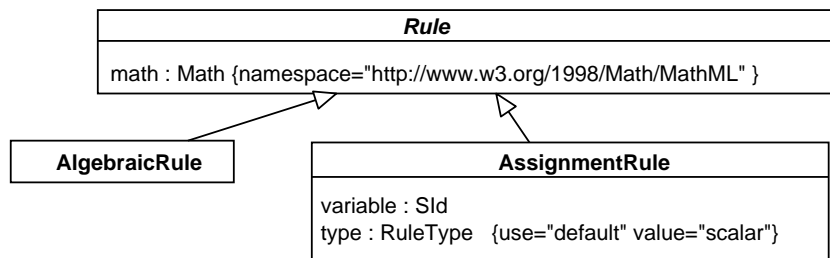 Rule
math : Math {namespace="http://www.w3.org/1998/Math/MathML" }
AlgebraicRule
AssignmentRule
variable : SId
type : RuleType {use="default" value="scalar"}